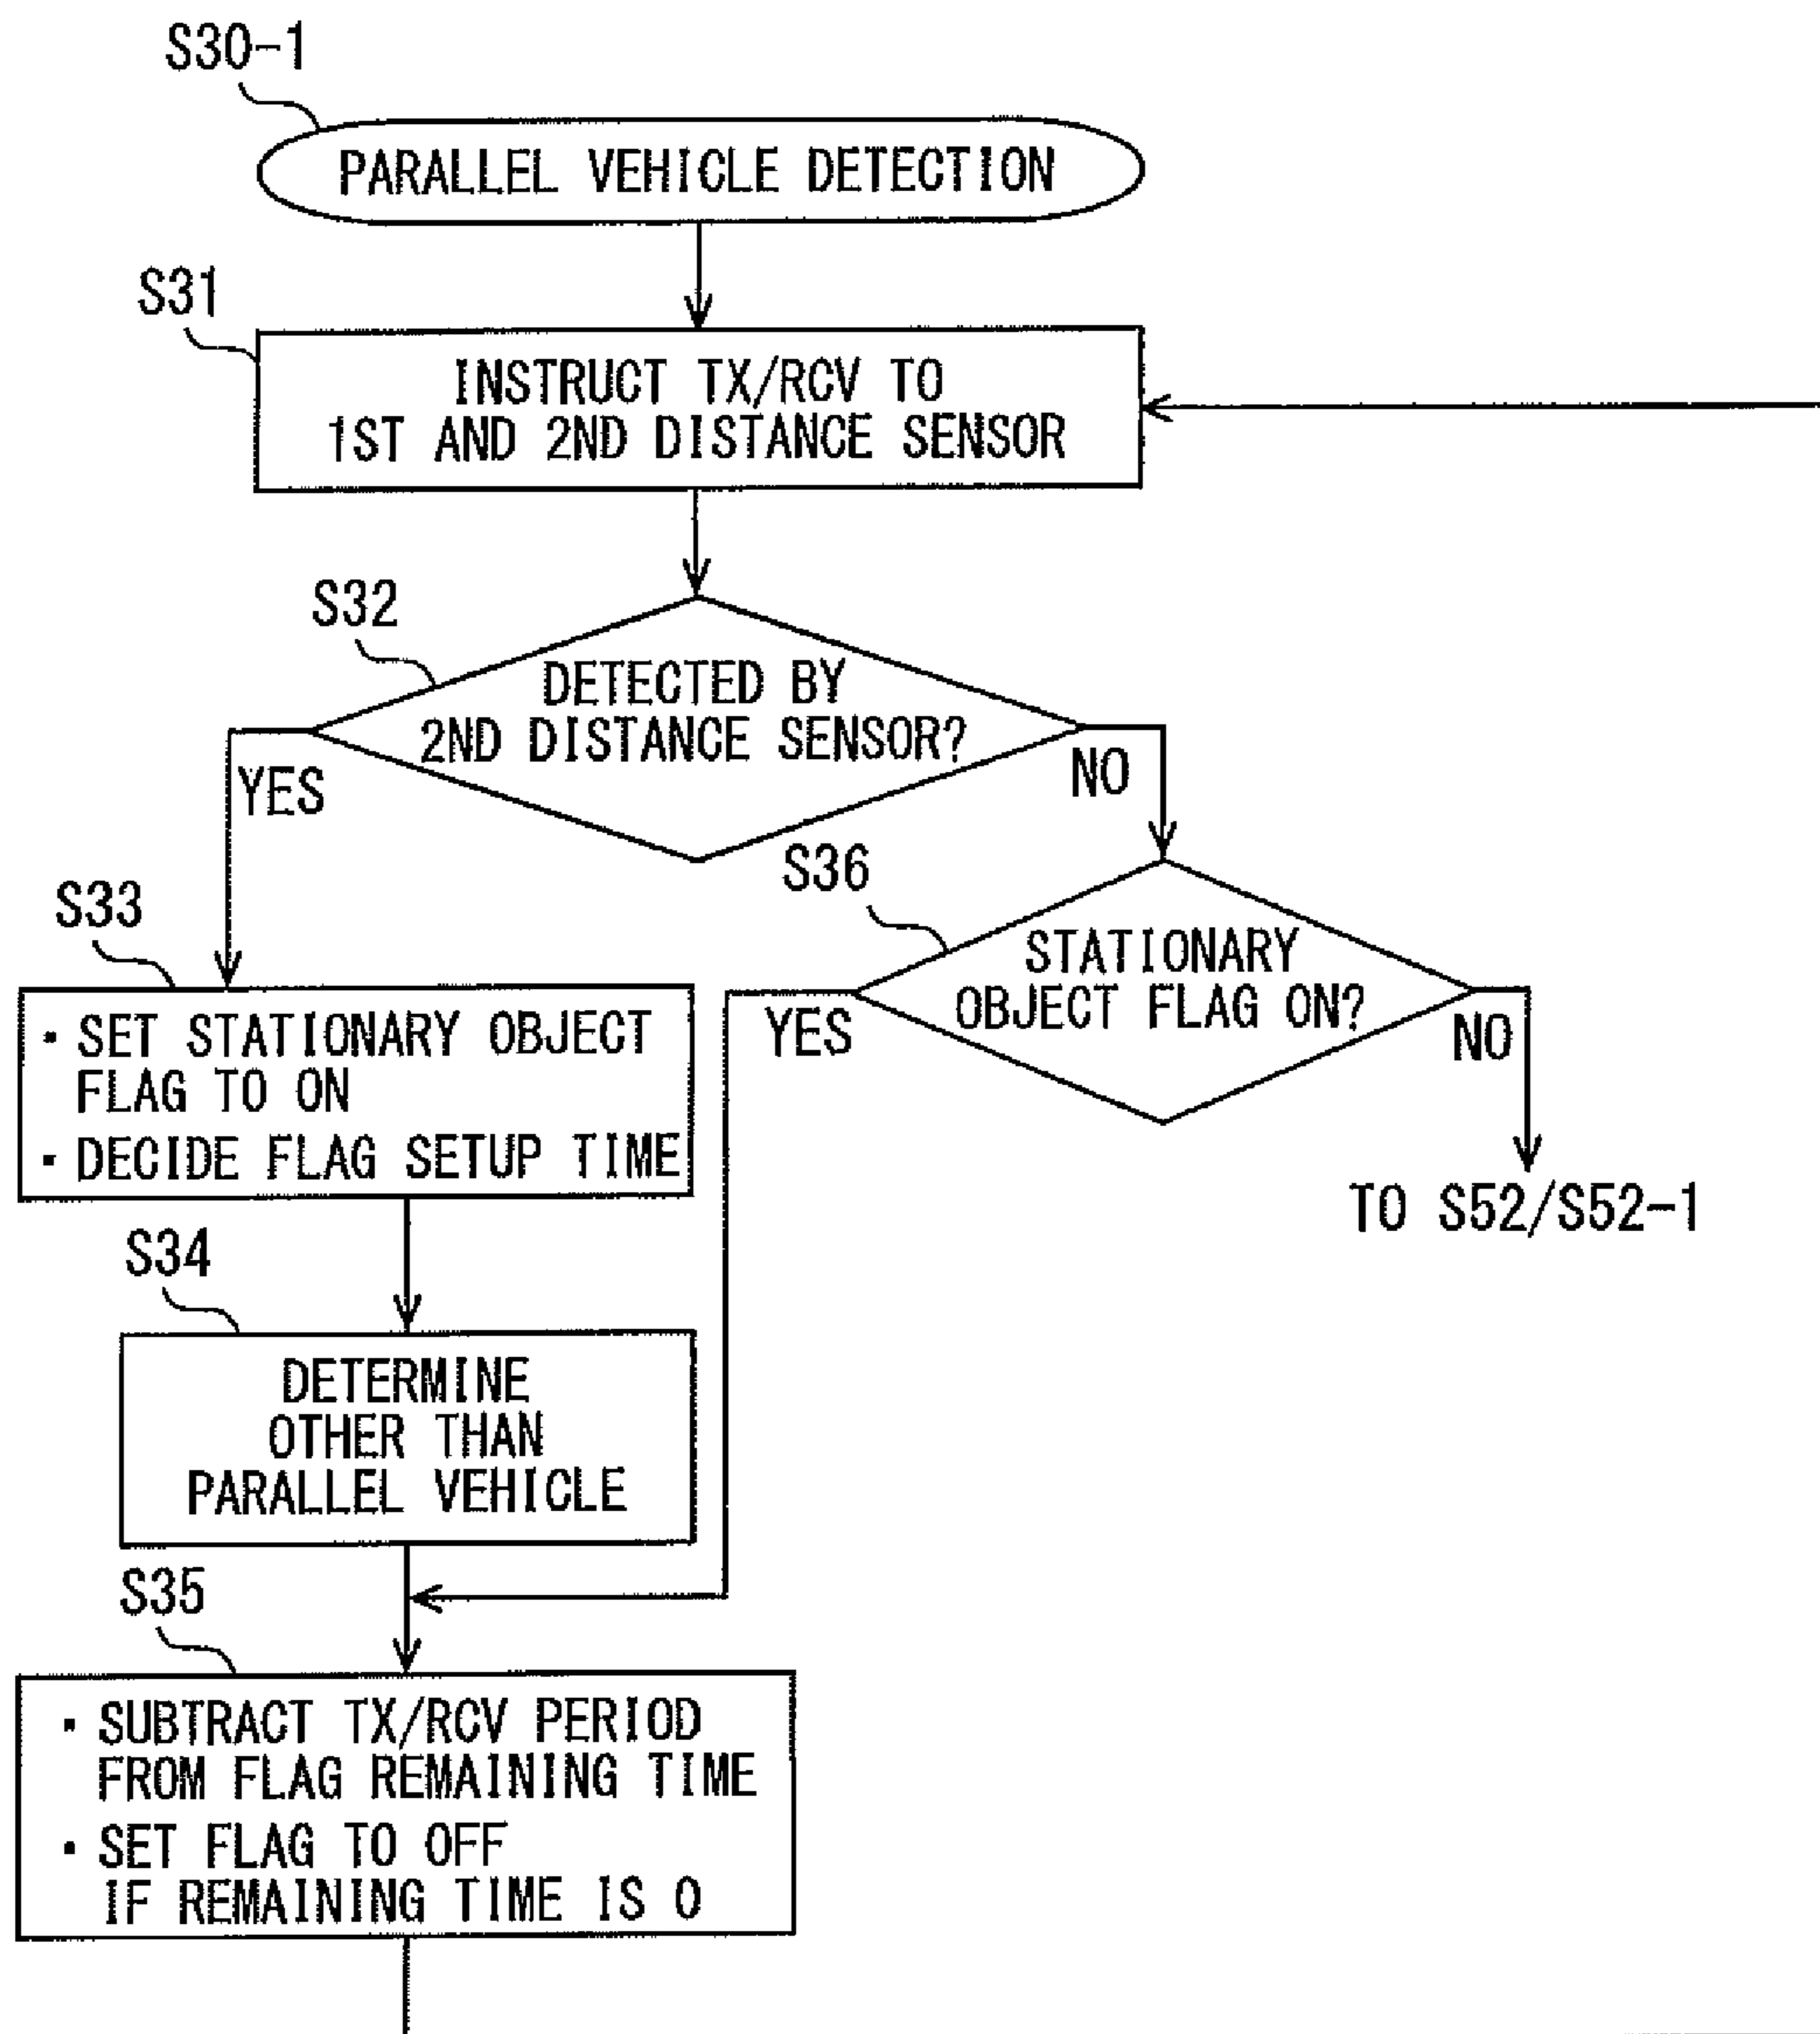 S30-1
PARALLEL VEHICLE DETECTION
S31
INSTRUCT TX/RCV TO
1ST AND 2ND DISTANCE SENSOR
S32
DETECTED BY
2ND DISTANCE SENSOR?
YES
NO
S36
STATIONARY
OBJECT FLAG ON?
YES
NO
TO S52/S52-1
S33
· SET STATIONARY OBJECT
FLAG TO ON
· DECIDE FLAG SETUP TIME
S34
DETERMINE
OTHER THAN
PARALLEL VEHICLE
S35
· SUBTRACT TX/RCV PERIOD
FROM FLAG REMAINING TIME
· SET FLAG TO OFF
IF REMAINING TIME IS 0